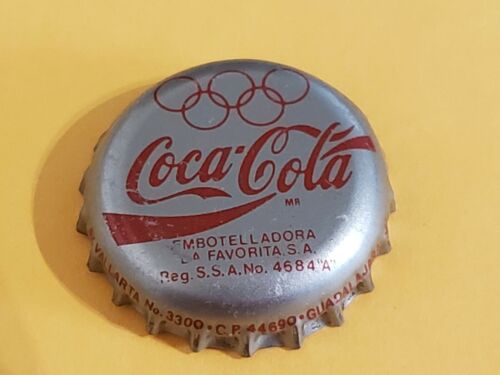 Coca-Cola
MR
EMBOTELLADORA
LA FAVORITA, S.A.
Reg. S.S.A. No. 4684 "A"
VALLARTA No. 3300 • C.P. 44690 • GUADALAJARA